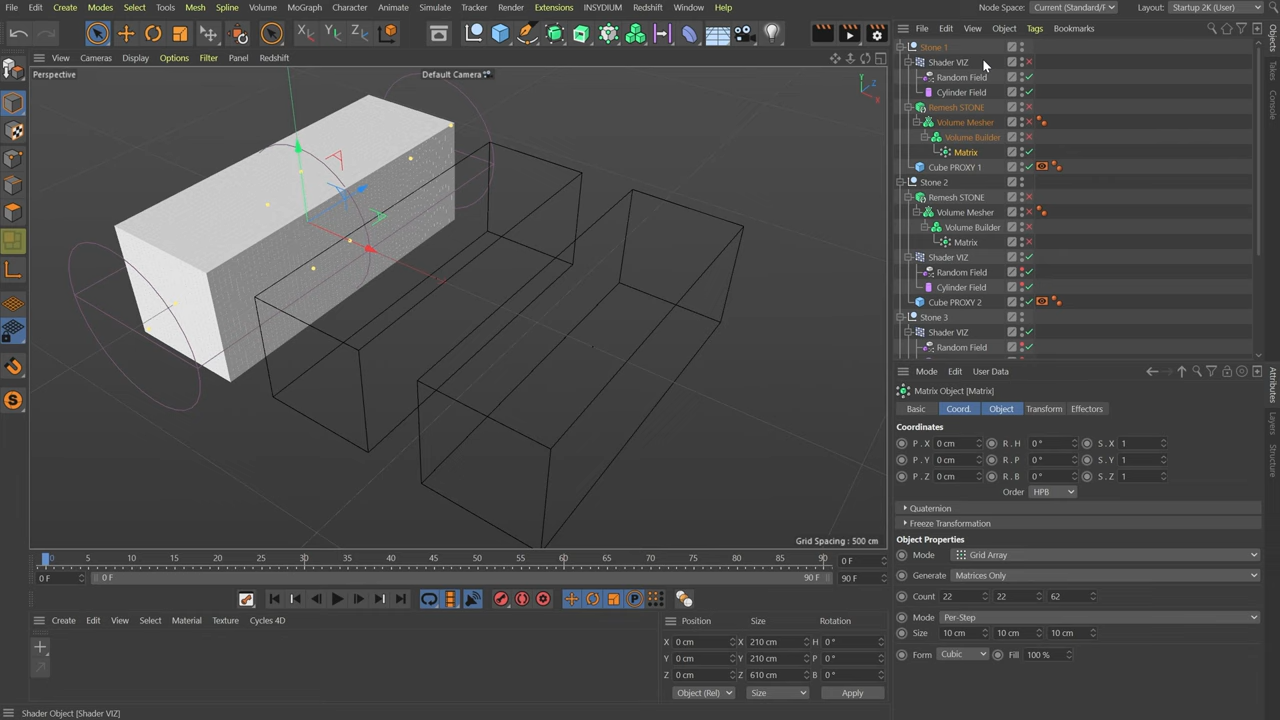 File Edit Create Modes Select Tools Mesh Spline Volume MoGraph Character Animate Simulate Tracker Render Extensions INSYDIUM Redshift Window Help Node Space: Current (Standard/F Layout: Startup 2K (User)
X Y Z
File Edit View Object Tags Bookmarks
View Cameras Display Options Filter Panel Redshift
Perspective
Default Camera
Y
X
Stone 1
Shader VIZ
Random Field
Cylinder Field
Remesh STONE
Volume Mesher
Volume Builder
Matrix
Cube PROXY 1
Stone 2
Remesh STONE
Volume Mesher
Volume Builder
Matrix
Shader VIZ
Random Field
Cylinder Field
Cube PROXY 2
Stone 3
Shader VIZ
Random Field
Objects
Takes
Console
Mode Edit User Data
Matrix Object [Matrix]
Basic Coord. Object Transform Effectors
Coordinates
P . X 0 cm R . H 0 ° S . X 1
P . Y 0 cm R . P 0 ° S . Y 1
P . Z 0 cm R . B 0 ° S . Z 1
Order HPB
Quaternion
Freeze Transformation
Object Properties
Mode Grid Array
Generate Matrices Only
Count 22 22 62
Mode Per-Step
Size 10 cm 10 cm 10 cm
Form Cubic Fill 100 %
Attributes
Layers
Structure
Grid Spacing : 500 cm
0 5 10 15 20 25 30 35 40 45 50 55 60 65 70 75 80 85 90 0 F
0 F 0 F 90 F 90 F
Create Edit View Select Material Texture Cycles 4D
Position Size Rotation
X 0 cm X 210 cm H 0 °
Y 0 cm Y 210 cm P 0 °
Z 0 cm Z 610 cm B 0 °
Object (Rel) Size Apply
Shader Object [Shader VIZ]